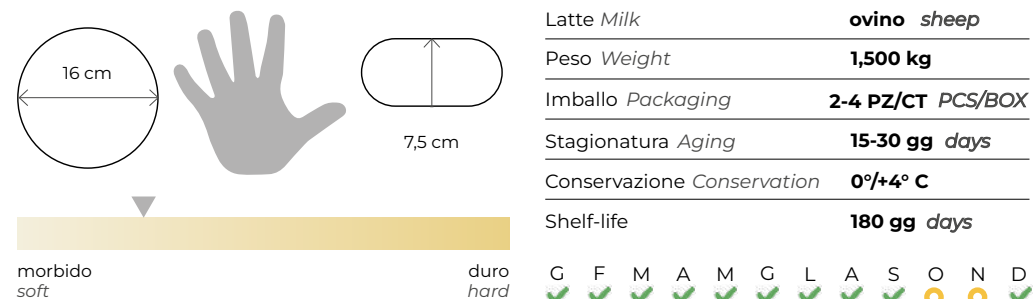 16 cm
7,5 cm
morbido
soft
duro
hard
Latte Milk ovino sheep
Peso Weight 1,500 kg
Imballo Packaging 2-4 PZ/CT PCS/BOX
Stagionatura Aging 15-30 gg days
Conservazione Conservation 0°/+4° C
Shelf-life 180 gg days
G F M A M G L A S O N D